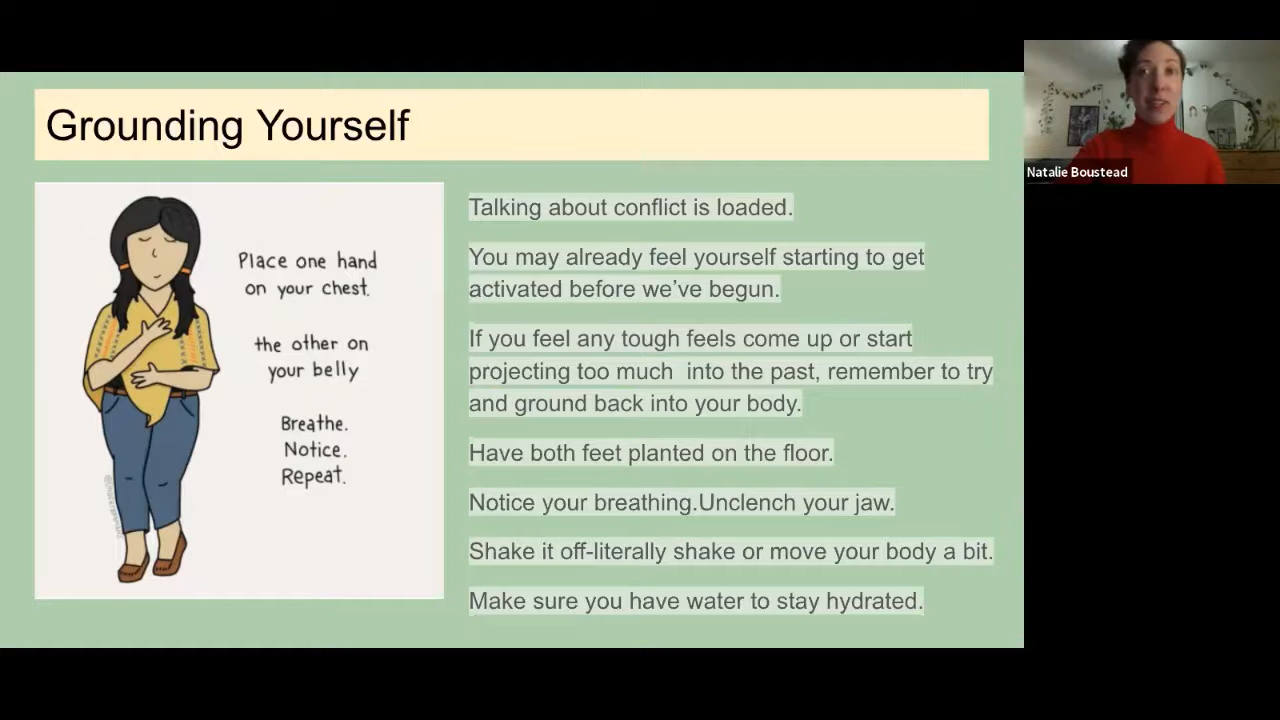 Grounding Yourself
Place one hand
on your chest.
the other on
your belly
Breathe.
Notice.
Repeat.
Talking about conflict is loaded.
You may already feel yourself starting to get
activated before we’ve begun.
If you feel any tough feels come up or start
projecting too much  into the past, remember to try
and ground back into your body.
Have both feet planted on the floor.
Notice your breathing.Unclench your jaw.
Shake it off-literally shake or move your body a bit.
Make sure you have water to stay hydrated.
Natalie Boustead